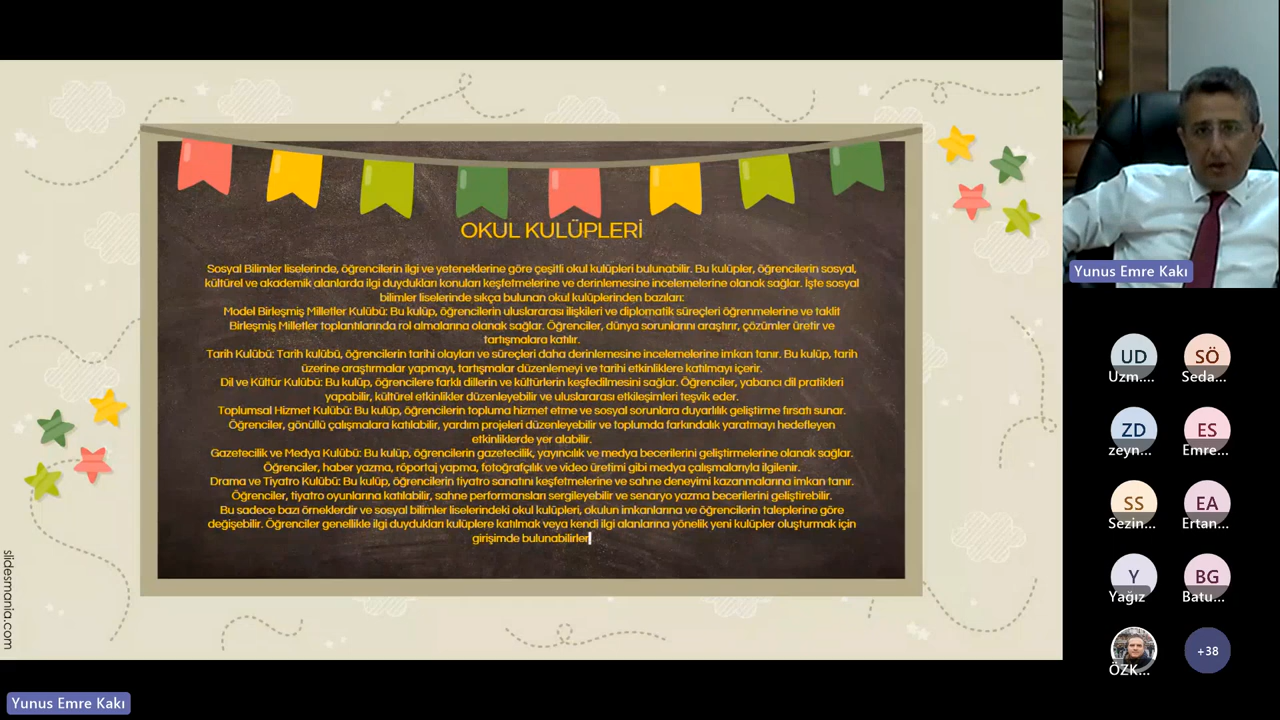 OKUL KULÜPLERİ
Sosyal Bilimler liselerinde, öğrencilerin ilgi ve yeteneklerine göre çeşitli okul kulüpleri bulunabilir. Bu kulüpler, öğrencilerin sosyal,
kültürel ve akademik alanlarda ilgi duydukları konuları keşfetmelerine ve derinlemesine incelemelerine olanak sağlar. İşte sosyal
bilimler liselerinde sıkça bulunan okul kulüplerinden bazıları:
Model Birleşmiş Milletler Kulübü: Bu kulüp, öğrencilerin uluslararası ilişkileri ve diplomatik süreçleri öğrenmelerine ve taklit
Birleşmiş Milletler toplantılarında rol almalarına olanak sağlar. Öğrenciler, dünya sorunlarını araştırır, çözümler üretir ve
tartışmalara katılır.
Tarih Kulübü: Tarih kulübü, öğrencilerin tarihi olayları ve süreçleri daha derinlemesine incelemelerine imkan tanır. Bu kulüp, tarih
üzerine araştırmalar yapmayı, tartışmalar düzenlemeyi ve tarihi etkinliklere katılmayı içerir.
Dil ve Kültür Kulübü: Bu kulüp, öğrencilere farklı dillerin ve kültürlerin keşfedilmesini sağlar. Öğrenciler, yabancı dil pratikleri
yapabilir, kültürel etkinlikler düzenleyebilir ve uluslararası etkileşimleri teşvik eder.
Toplumsal Hizmet Kulübü: Bu kulüp, öğrencilerin topluma hizmet etme ve sosyal sorunlara duyarlılık geliştirme fırsatı sunar.
Öğrenciler, gönüllü çalışmalara katılabilir, yardım projeleri düzenleyebilir ve toplumda farkındalık yaratmayı hedefleyen
etkinliklerde yer alabilir.
Gazetecilik ve Medya Kulübü: Bu kulüp, öğrencilerin gazetecilik, yayıncılık ve medya becerilerini geliştirmelerine olanak sağlar.
Öğrenciler, haber yazma, röportaj yapma, fotoğrafçılık ve video üretimi gibi medya çalışmalarıyla ilgilenir.
Drama ve Tiyatro Kulübü: Bu kulüp, öğrencilerin tiyatro sanatını keşfetmelerine ve sahne deneyimi kazanmalarına imkan tanır.
Öğrenciler, tiyatro oyunlarına katılabilir, sahne performansları sergileyebilir ve senaryo yazma becerilerini geliştirebilir.
Bu sadece bazı örneklerdir ve sosyal bilimler liselerindeki okul kulüpleri, okulun imkanlarına ve öğrencilerin taleplerine göre
değişebilir. Öğrenciler genellikle ilgi duydukları kulüplere katılmak veya kendi ilgi alanlarına yönelik yeni kulüpler oluşturmak için
girişimde bulunabilirler
slidesmania.com
Yunus Emre Kakı
Yunus Emre Kakı
UD
SÖ
Uzm....
Seda...
ZD
ES
zeyn...
Emre...
SS
EA
Sezin...
Ertan...
Y
BG
Yağız
Batu...
+38
ÖZK...